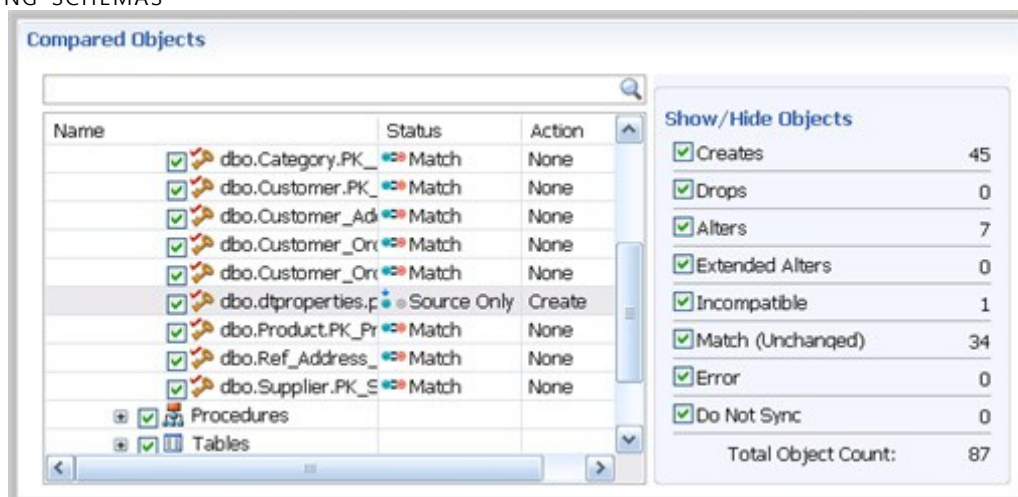 NG SCHEMAS
Compared Objects
Name Status Action
dbo.Category.PK_ Match None
dbo.Customer.PK_ Match None
dbo.Customer_Ad Match None
dbo.Customer_Or Match None
dbo.Customer_Or Match None
dbo.dtproperties.p Source Only Create
dbo.Product.PK_Pr Match None
dbo.Ref_Address_ Match None
dbo.Supplier.PK_S Match None
Procedures
Tables
Show/Hide Objects
Creates 45
Drops 0
Alters 7
Extended Alters 0
Incompatible 1
Match (Unchanged) 34
Error 0
Do Not Sync 0
Total Object Count: 87